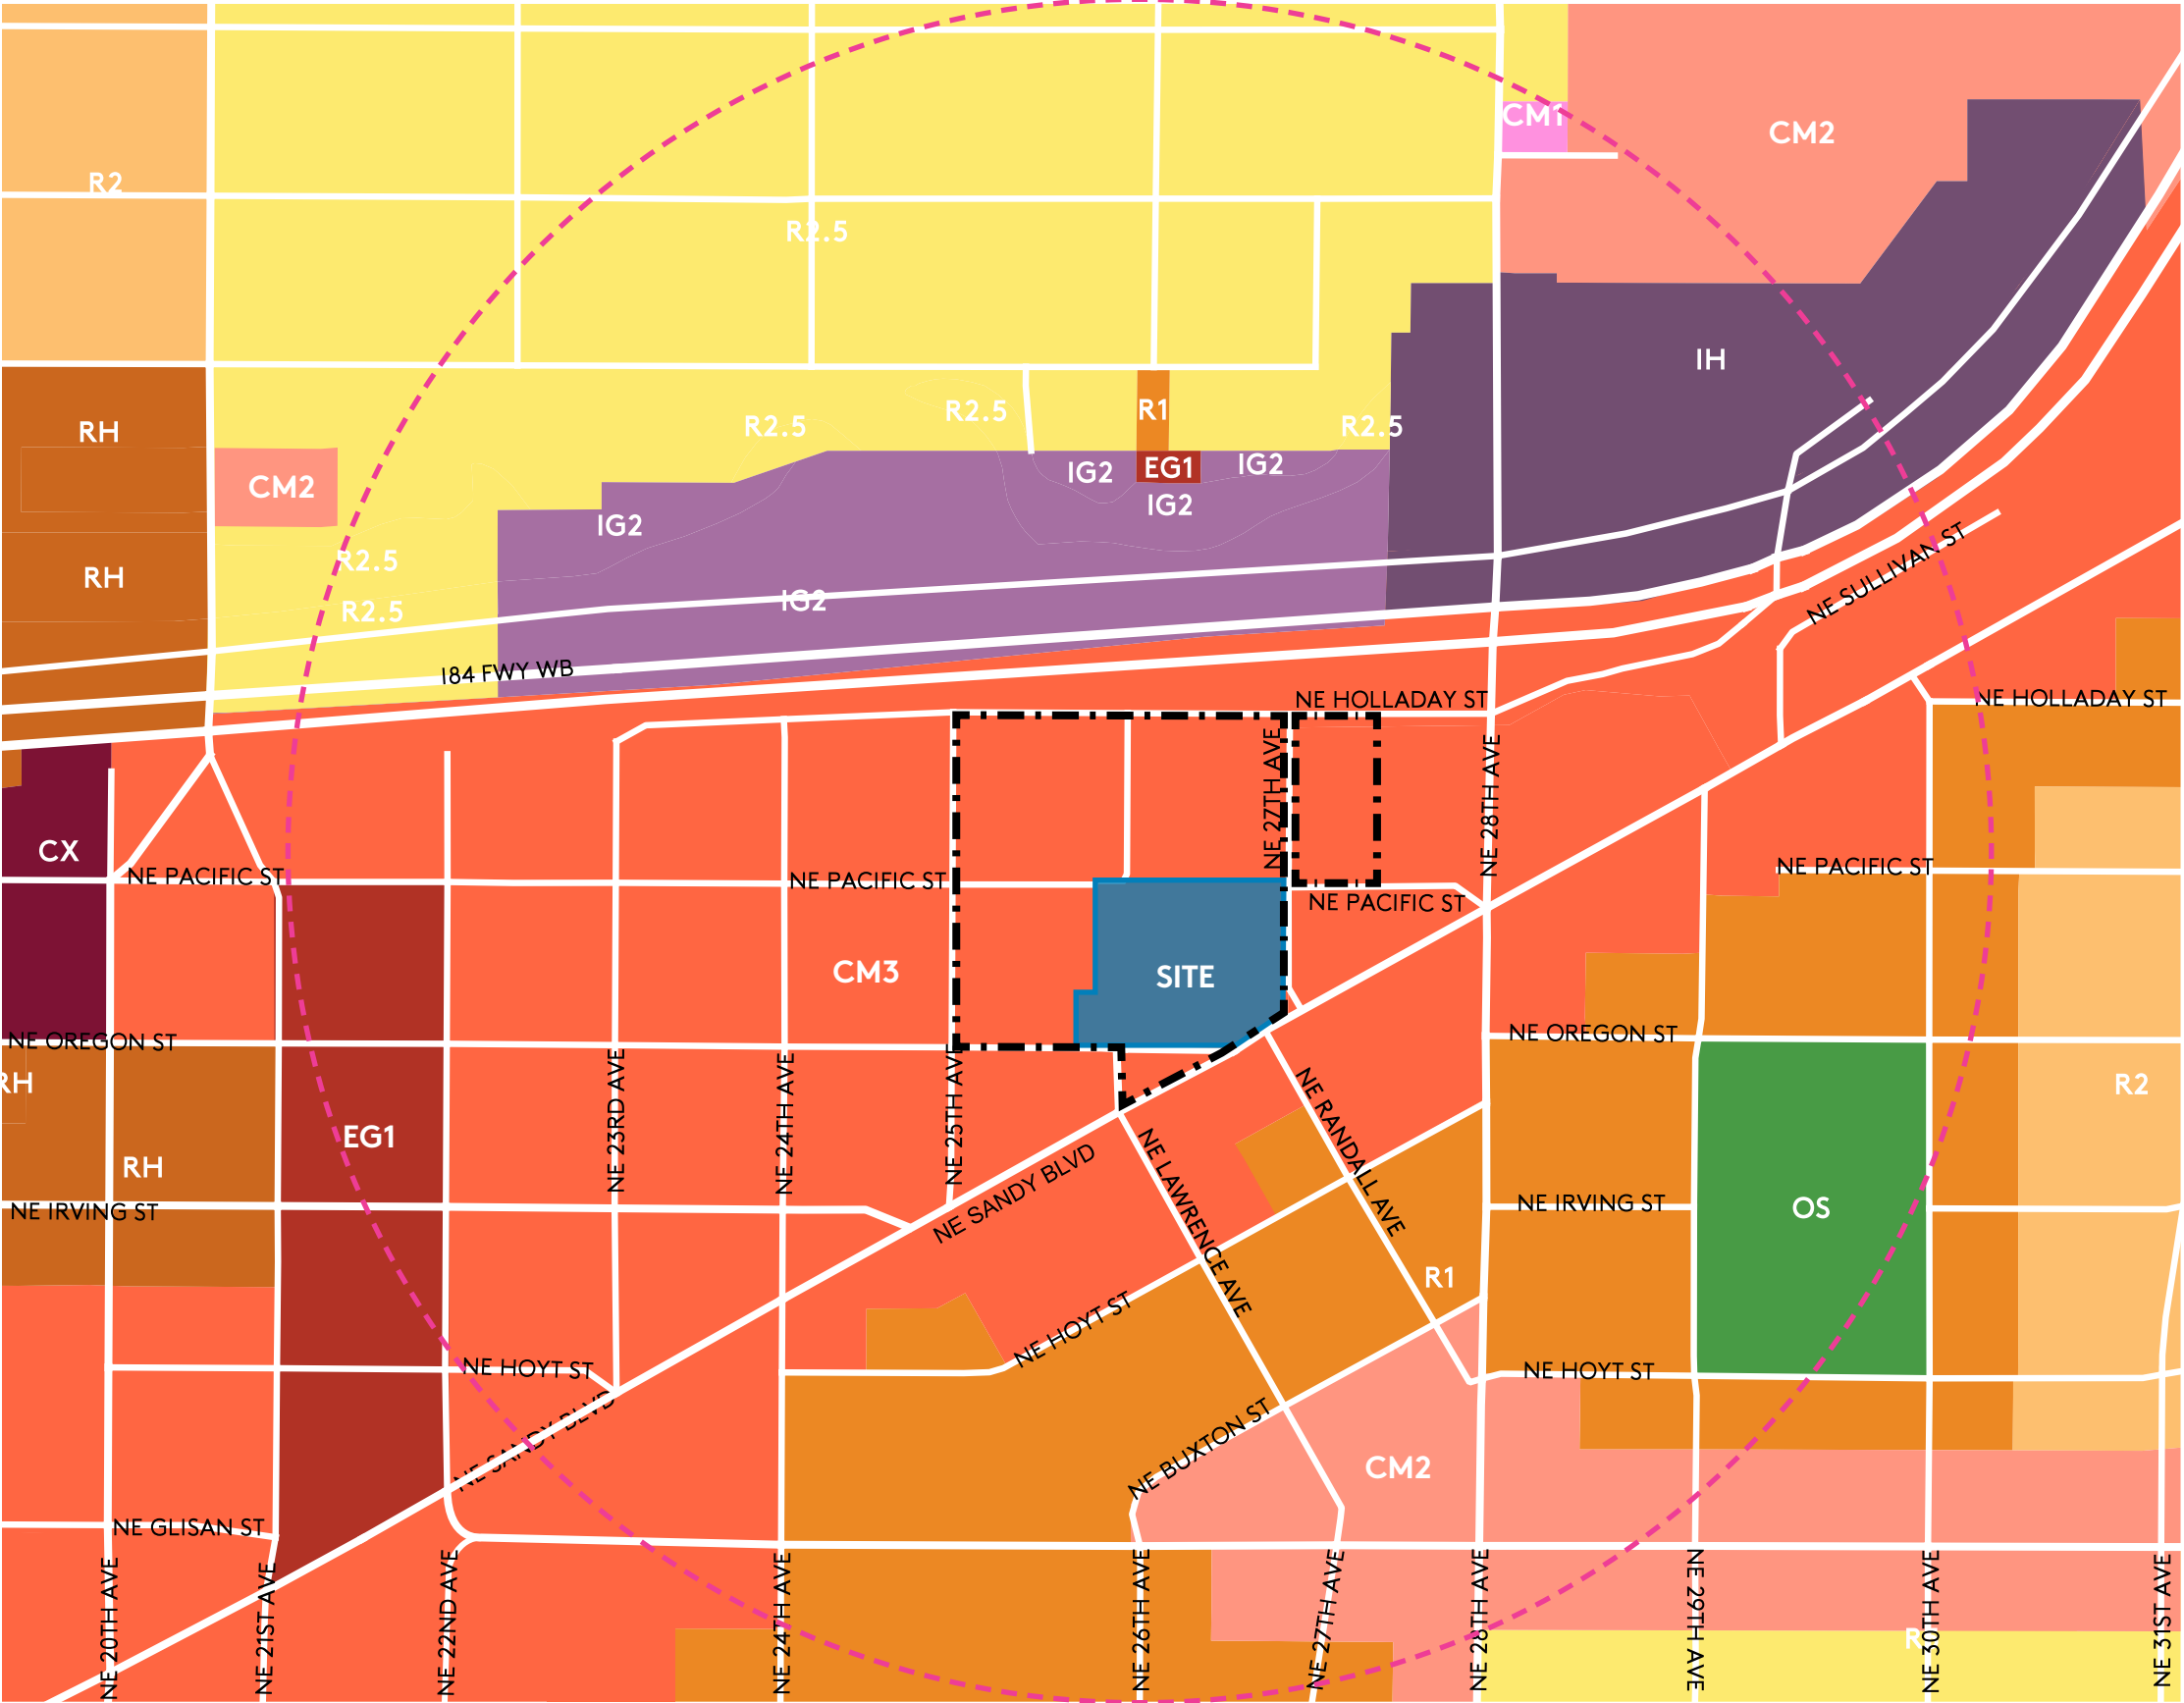 CM1
CM2
R2
R2.5
IH
R2.5
R1
R2.5
R2.5
RH
EG1
IG2
IG2
CM2
IG2
IG2
R2.5
RH
NE SULLIVAN ST
IG2
R2.5
I84 FWY WB
NE HOLLADAY ST
NE HOLLADAY ST
NE 27TH AVE
NE 28TH AVE
CX
NE PACIFIC ST
NE PACIFIC ST
NE PACIFIC ST
NE PACIFIC ST
CM3
SITE
NE OREGON ST
NE OREGON ST
RH
R2
NE 23RD AVE
NE 24TH AVE
NE 25TH AVE
NE RANDALL AVE
EG1
RH
NE SANDY BLVD
NE LAWRENCE AVE
NE IRVING ST
NE IRVING ST
OS
R1
NE HOYT ST
NE HOYT ST
NE HOYT ST
NE SANDY BLVD
NE BUXTON ST
CM2
NE GLISAN ST
NE 20TH AVE
NE 21ST AVE
NE 22ND AVE
NE 24TH AVE
NE 26TH AVE
NE 27TH AVE
NE 28TH AVE
NE 29TH AVE
NE 30TH AVE
NE 31ST AVE